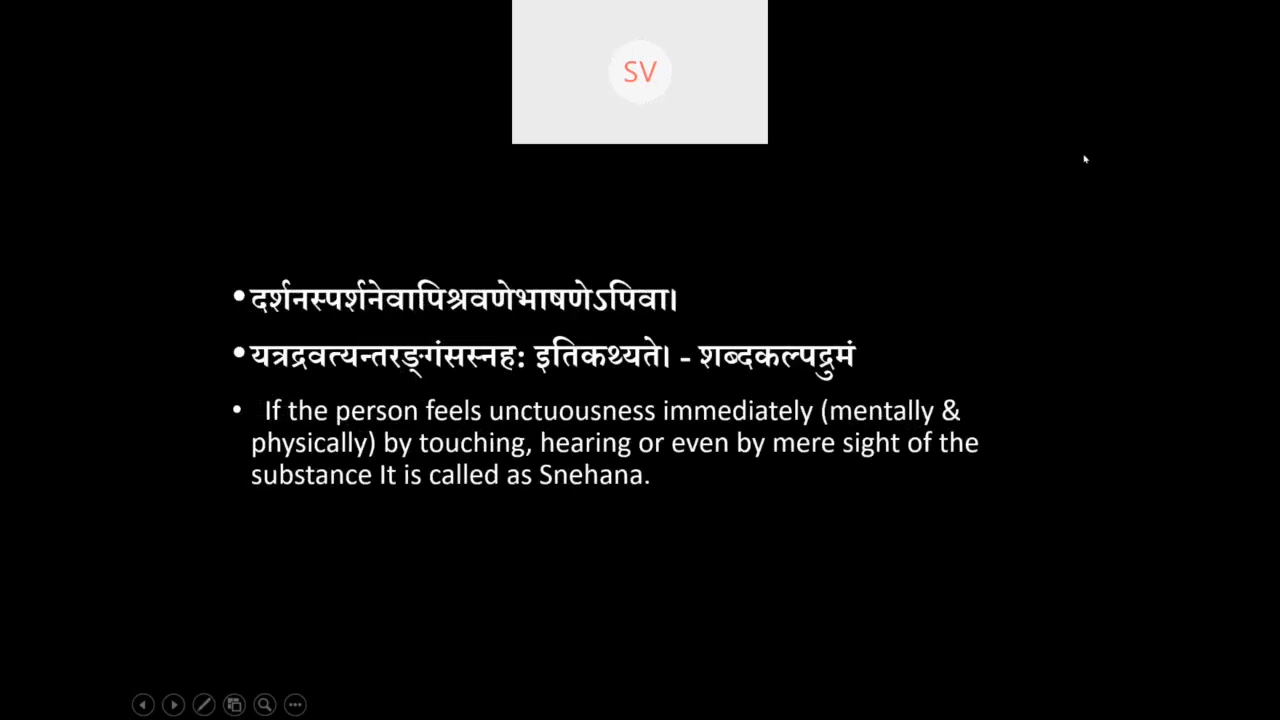 SV
•दर्शनस्पर्शनेवापिश्रवणेभाषणेऽपिवा।
•यत्रद्रवत्यन्तरङ्गंसस्नह: इतिकथ्यते। - शब्दकल्पद्रुमं
• If the person feels unctuousness immediately (mentally &
physically) by touching, hearing or even by mere sight of the
substance It is called as Snehana.